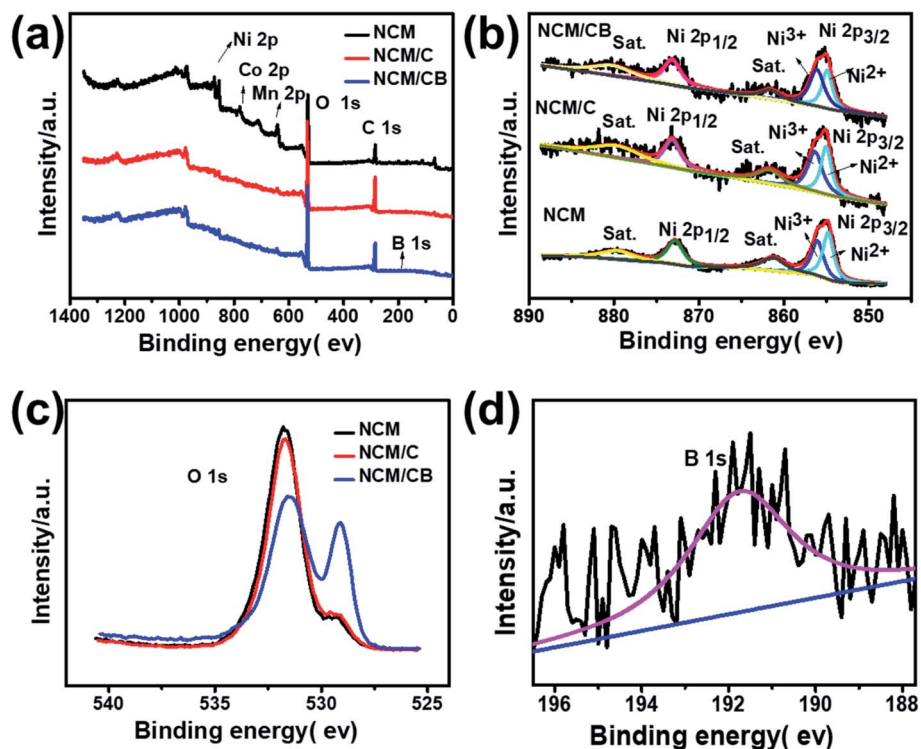 (a)
NCM
NCM/C
NCM/CB
Ni 2p
Co 2p
Mn 2p
O 1s
C 1s
B 1s
Intensity/a.u.
1400 1200 1000 800 600 400 200 0
Binding energy( ev)
(b)
NCM/CB
Sat.
Ni 2p1/2
Sat.
Ni3+
Ni 2p3/2
Ni2+
NCM/C
Sat.
Ni 2p1/2
Sat.
Ni3+
Ni 2p3/2
Ni2+
NCM
Sat.
Ni 2p1/2
Sat.
Ni3+
Ni 2p3/2
Ni2+
Intensity/a.u.
890 880 870 860 850
Binding energy( ev)
(c)
NCM
NCM/C
NCM/CB
O 1s
Intensity/a.u.
540 535 530 525
Binding energy( ev)
(d)
B 1s
Intensity/a.u.
196 194 192 190 188
Binding energy( ev)